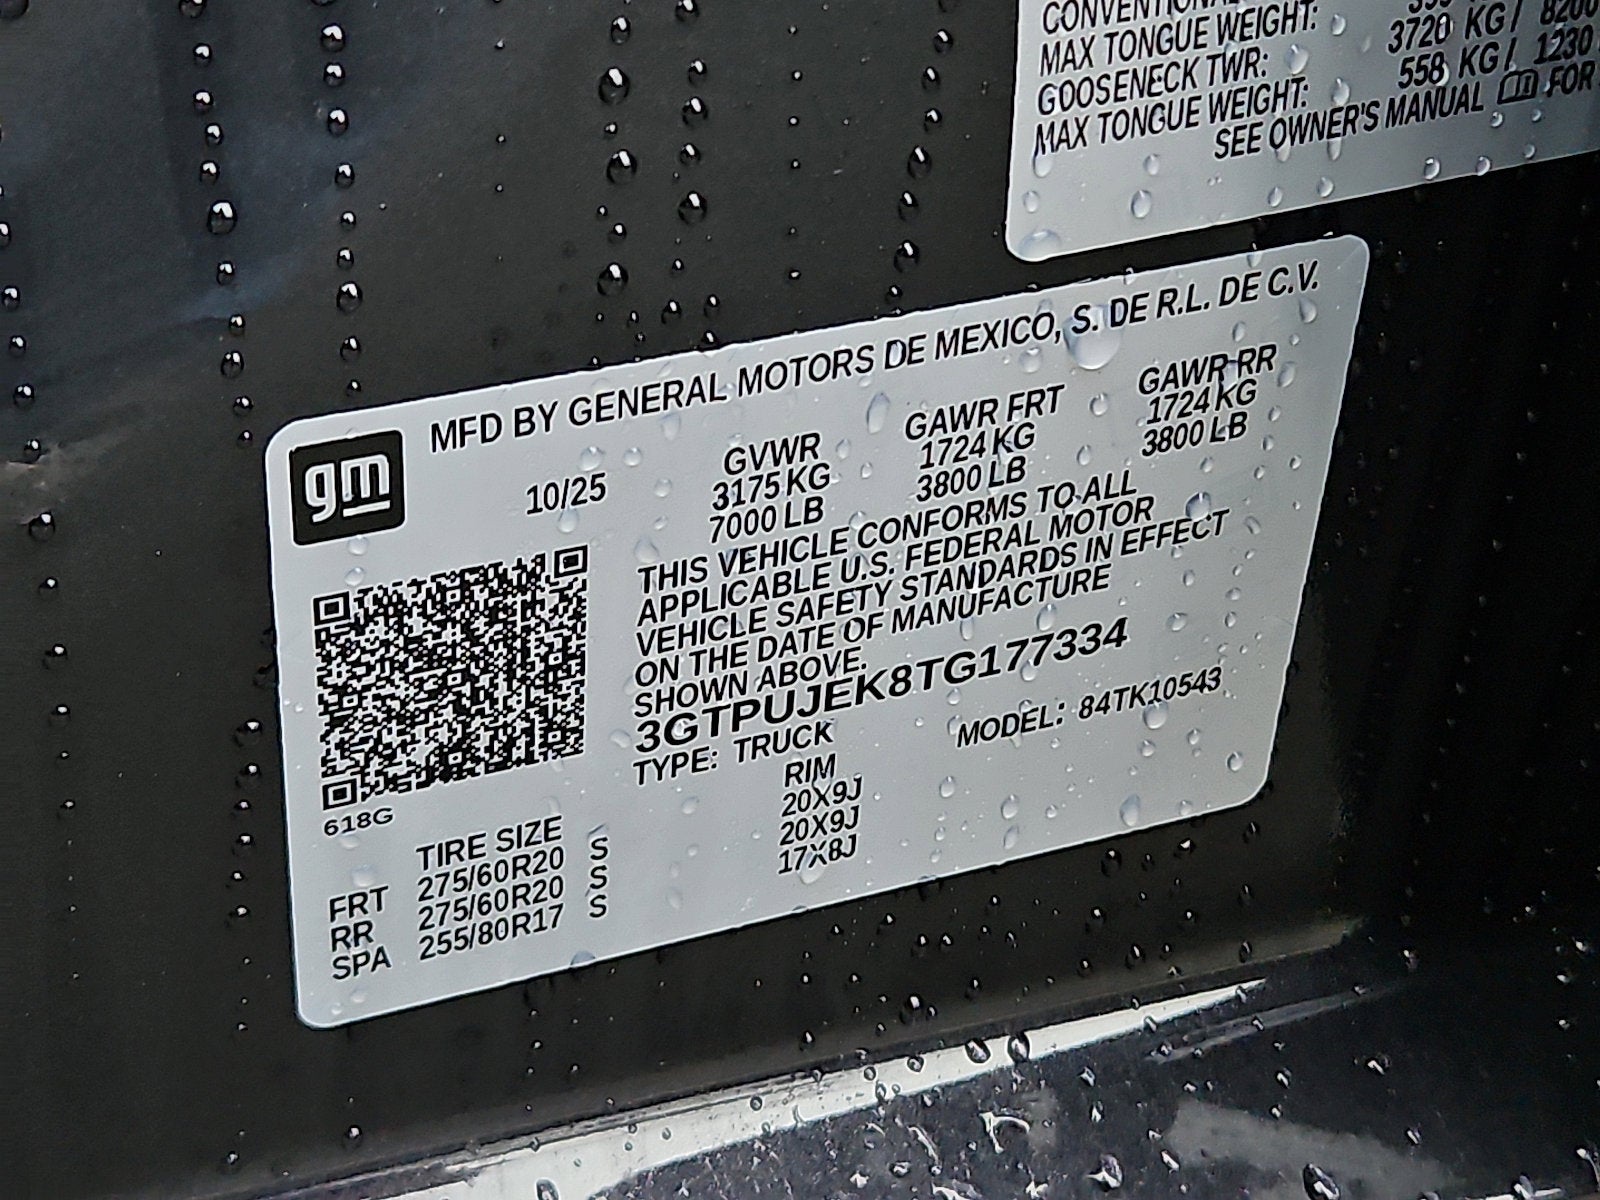 CONVENTIONAL
MAX TONGUE WEIGHT:
GOOSENECK TWR: 3720 KG / 8200
MAX TONGUE WEIGHT: 558 KG / 1230
SEE OWNER'S MANUAL FOR
MFD BY GENERAL MOTORS DE MEXICO, S. DE R.L. DE C.V.
gm
10/25
GVWR GAWR FRT GAWR RR
3175 KG 1724 KG 1724 KG
7000 LB 3800 LB 3800 LB
THIS VEHICLE CONFORMS TO ALL
APPLICABLE U.S. FEDERAL MOTOR
VEHICLE SAFETY STANDARDS IN EFFECT
ON THE DATE OF MANUFACTURE
SHOWN ABOVE.
3GTPUJEK8TG177334
TYPE: TRUCK MODEL: 84TK10543
618G
TIRE SIZE RIM
FRT 275/60R20 S 20X9J
RR 275/60R20 S 20X9J
SPA 255/80R17 S 17X8J